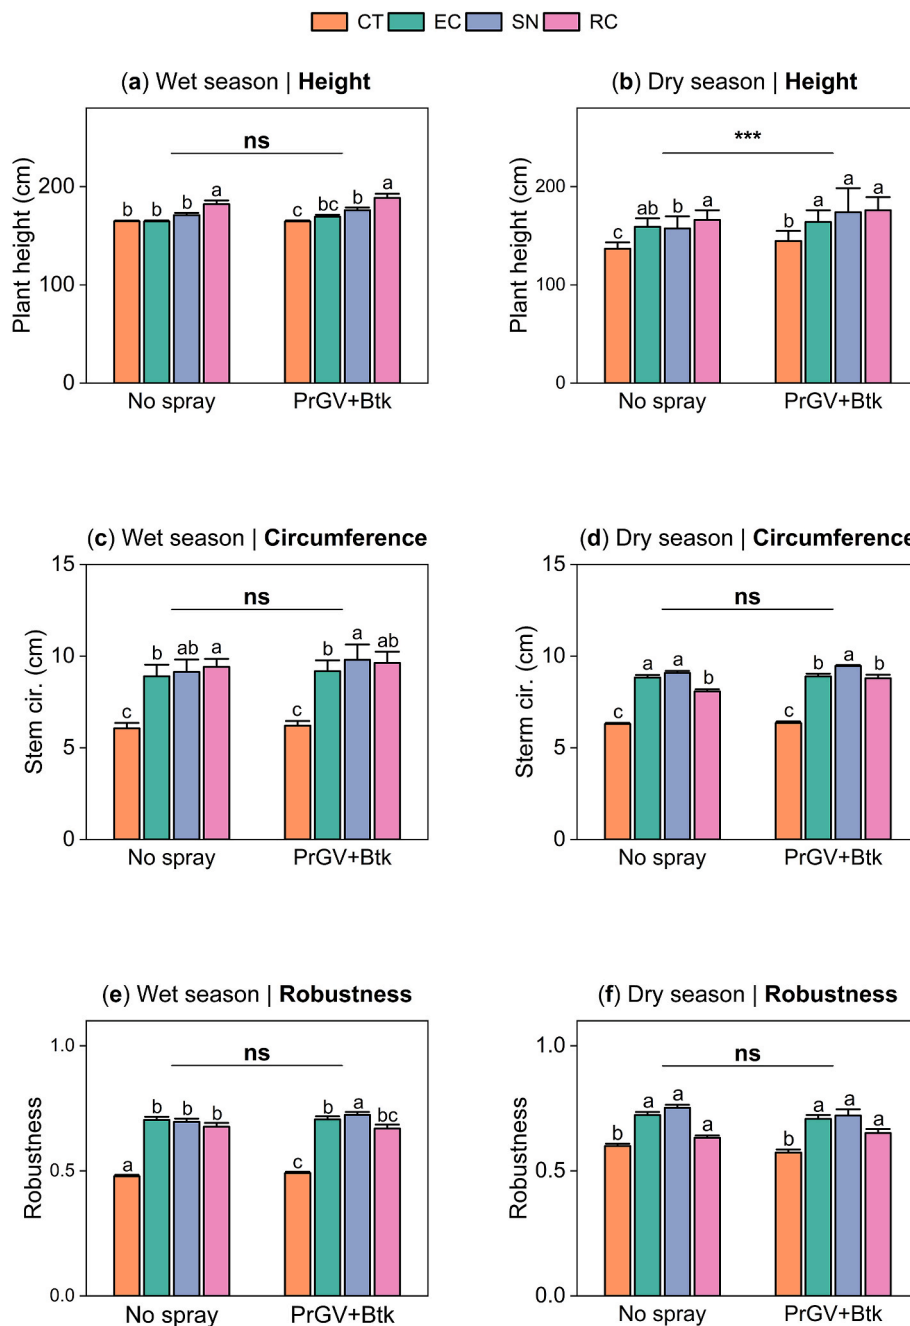 CT EC SN RC
(a) Wet season | Height
ns
Plant height (cm)
200
100
0
b b b a
c bc b a
No spray PrGV+Btk
(b) Dry season | Height
***
Plant height (cm)
200
100
0
c ab b a
b a a a
No spray PrGV+Btk
(c) Wet season | Circumference
ns
Stem cir. (cm)
15
10
5
0
c b ab a
c b a ab
No spray PrGV+Btk
(d) Dry season | Circumference
ns
Sterm cir. (cm)
15
10
5
0
c a a b
c b a b
No spray PrGV+Btk
(e) Wet season | Robustness
ns
Robustness
1.0
0.5
0.0
a b b b
c b a bc
No spray PrGV+Btk
(f) Dry season | Robustness
ns
Robustness
1.0
0.5
0.0
b a a a
b a a a
No spray PrGV+Btk